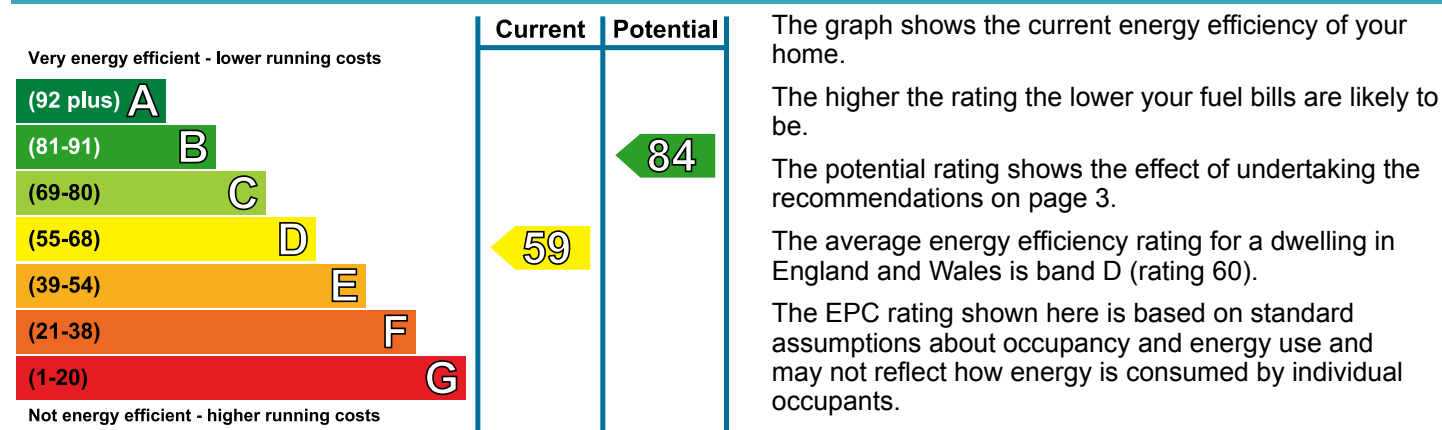 Current Potential
Very energy efficient - lower running costs
(92 plus) A
(81-91) B
84
(69-80) C
(55-68) D
59
(39-54) E
(21-38) F
(1-20) G
Not energy efficient - higher running costs
The graph shows the current energy efficiency of your
home.
The higher the rating the lower your fuel bills are likely to
be.
The potential rating shows the effect of undertaking the
recommendations on page 3.
The average energy efficiency rating for a dwelling in
England and Wales is band D (rating 60).
The EPC rating shown here is based on standard
assumptions about occupancy and energy use and
may not reflect how energy is consumed by individual
occupants.